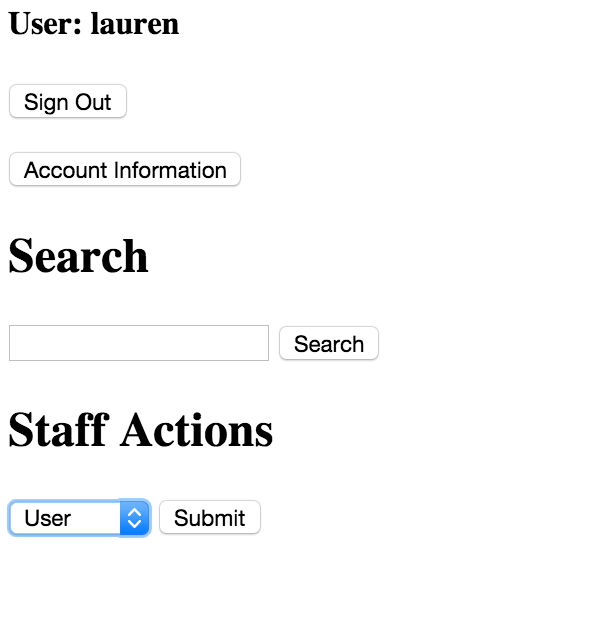 User: lauren
Sign Out
Account Information
Search
Search
Staff Actions
User Submit